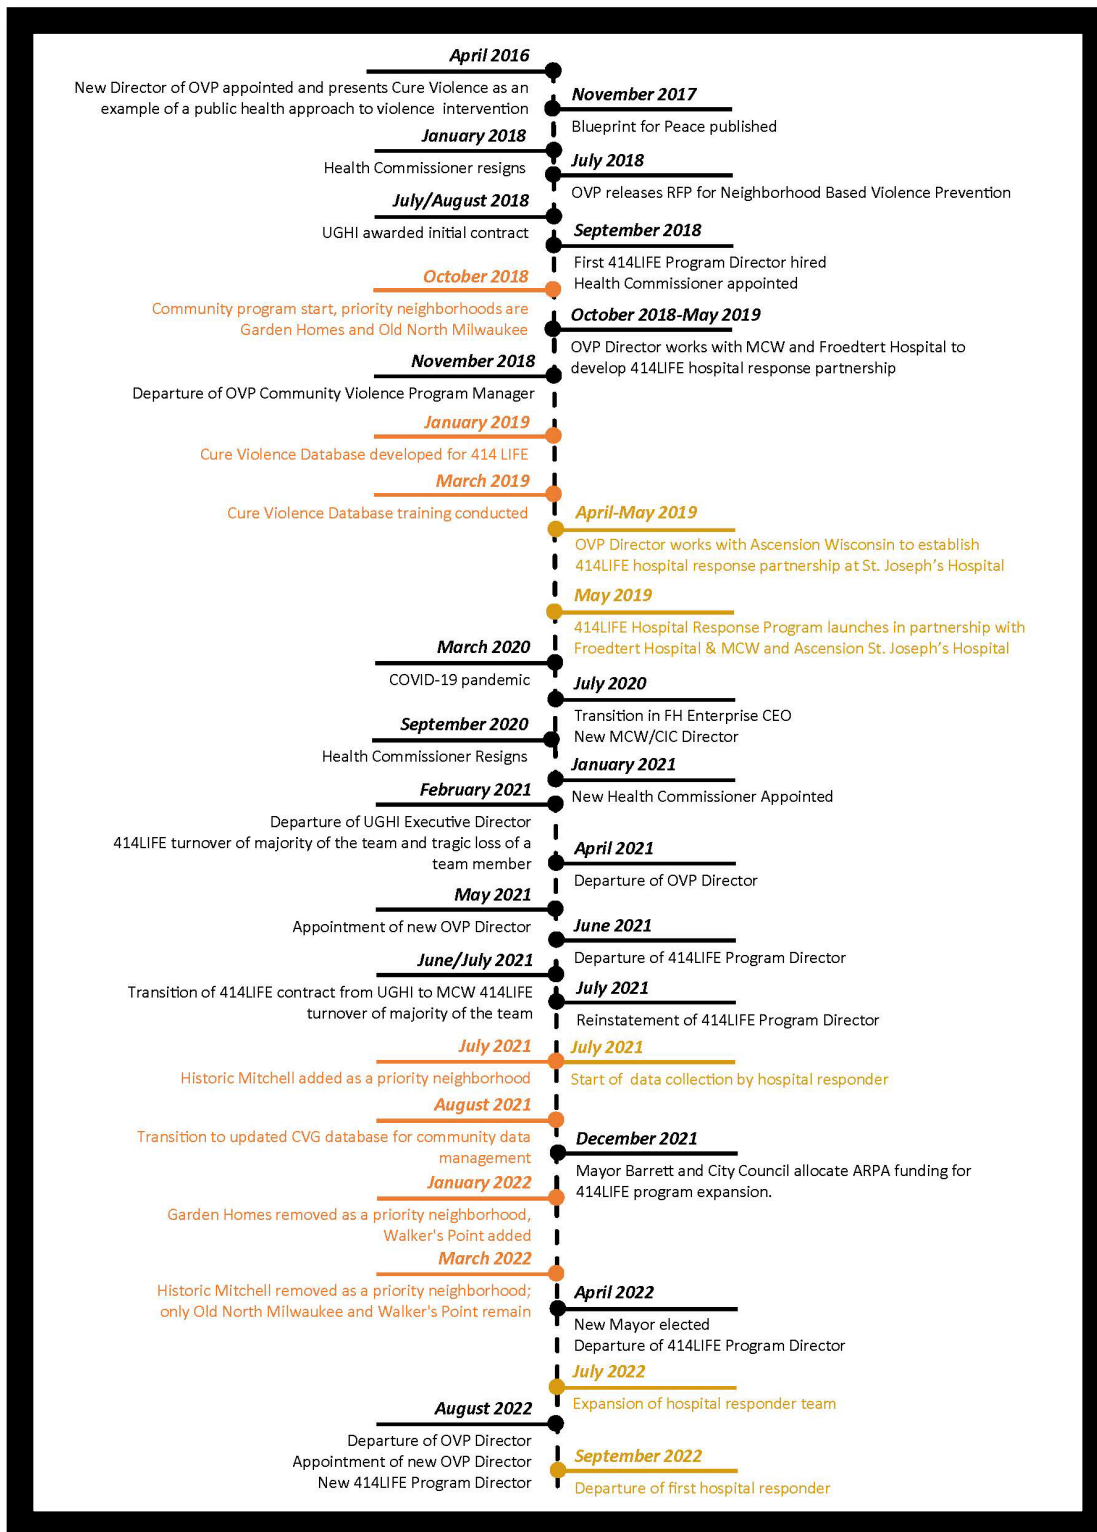 April 2016
New Director of OVP appointed and presents Cure Violence as an
example of a public health approach to violence intervention
November 2017
Blueprint for Peace published
January 2018
Health Commissioner resigns
July 2018
OVP releases RFP for Neighborhood Based Violence Prevention
July/August 2018
UGHI awarded initial contract
September 2018
First 414LIFE Program Director hired
Health Commissioner appointed
October 2018
Community program start, priority neighborhoods are
Garden Homes and Old North Milwaukee
October 2018-May 2019
OVP Director works with MCW and Froedtert Hospital to
develop 414LIFE hospital response partnership
November 2018
Departure of OVP Community Violence Program Manager
January 2019
Cure Violence Database developed for 414 LIFE
March 2019
Cure Violence Database training conducted
April-May 2019
OVP Director works with Ascension Wisconsin to establish
414LIFE hospital response partnership at St. Joseph's Hospital
May 2019
414LIFE Hospital Response Program launches in partnership with
Froedtert Hospital & MCW and Ascension St. Joseph's Hospital
March 2020
COVID-19 pandemic
July 2020
Transition in FH Enterprise CEO
New MCW/CIC Director
September 2020
Health Commissioner Resigns
January 2021
New Health Commissioner Appointed
February 2021
Departure of UGHI Executive Director
414LIFE turnover of majority of the team and tragic loss of a
team member
April 2021
Departure of OVP Director
May 2021
Appointment of new OVP Director
June 2021
Departure of 414LIFE Program Director
June/July 2021
Transition of 414LIFE contract from UGHI to MCW 414LIFE
turnover of majority of the team
July 2021
Reinstatement of 414LIFE Program Director
July 2021
Historic Mitchell added as a priority neighborhood
July 2021
Start of data collection by hospital responder
August 2021
Transition to updated CVG database for community data
management
December 2021
Mayor Barrett and City Council allocate ARPA funding for
414LIFE program expansion.
January 2022
Garden Homes removed as a priority neighborhood,
Walker's Point added
March 2022
Historic Mitchell removed as a priority neighborhood;
only Old North Milwaukee and Walker's Point remain
April 2022
New Mayor elected
Departure of 414LIFE Program Director
July 2022
Expansion of hospital responder team
August 2022
Departure of OVP Director
Appointment of new OVP Director
New 414LIFE Program Director
September 2022
Departure of first hospital responder